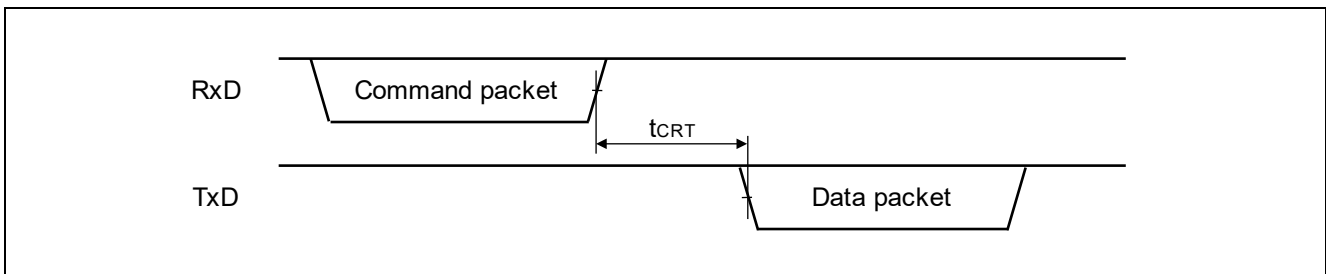 RxD
Command packet
tCRT
TxD
Data packet